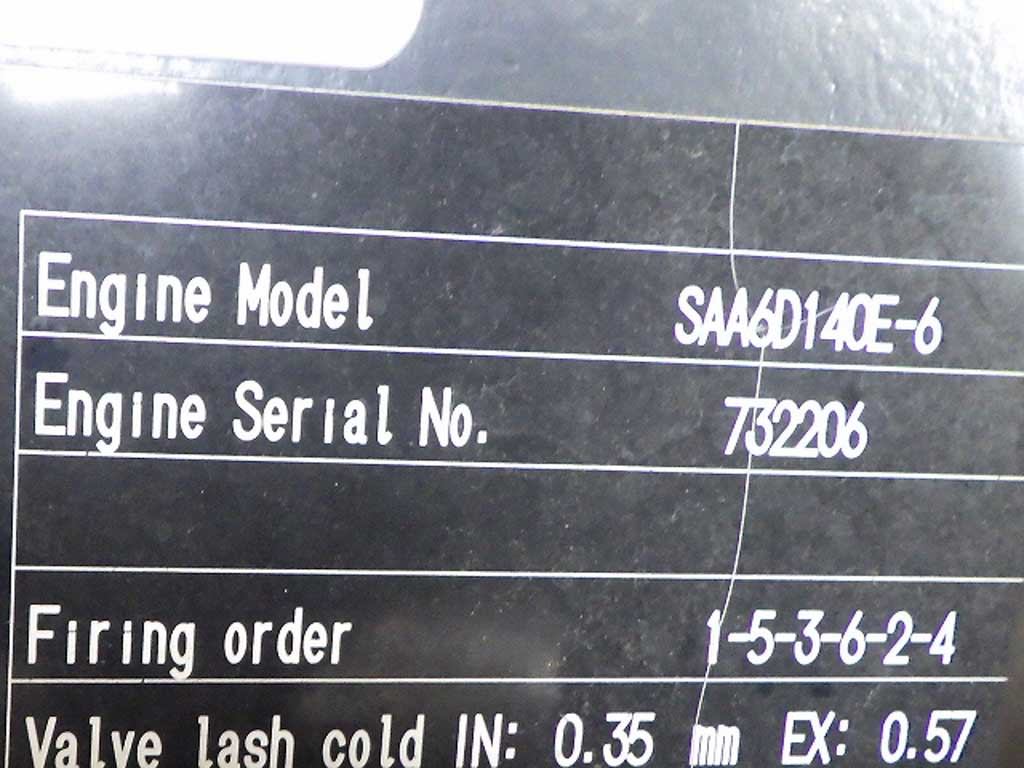 Engine Model SAA6D140E-6
Engine Serial No. 732206
Firing order 1-5-3-6-2-4
Valve lash cold IN: 0.35 mm EX: 0.57